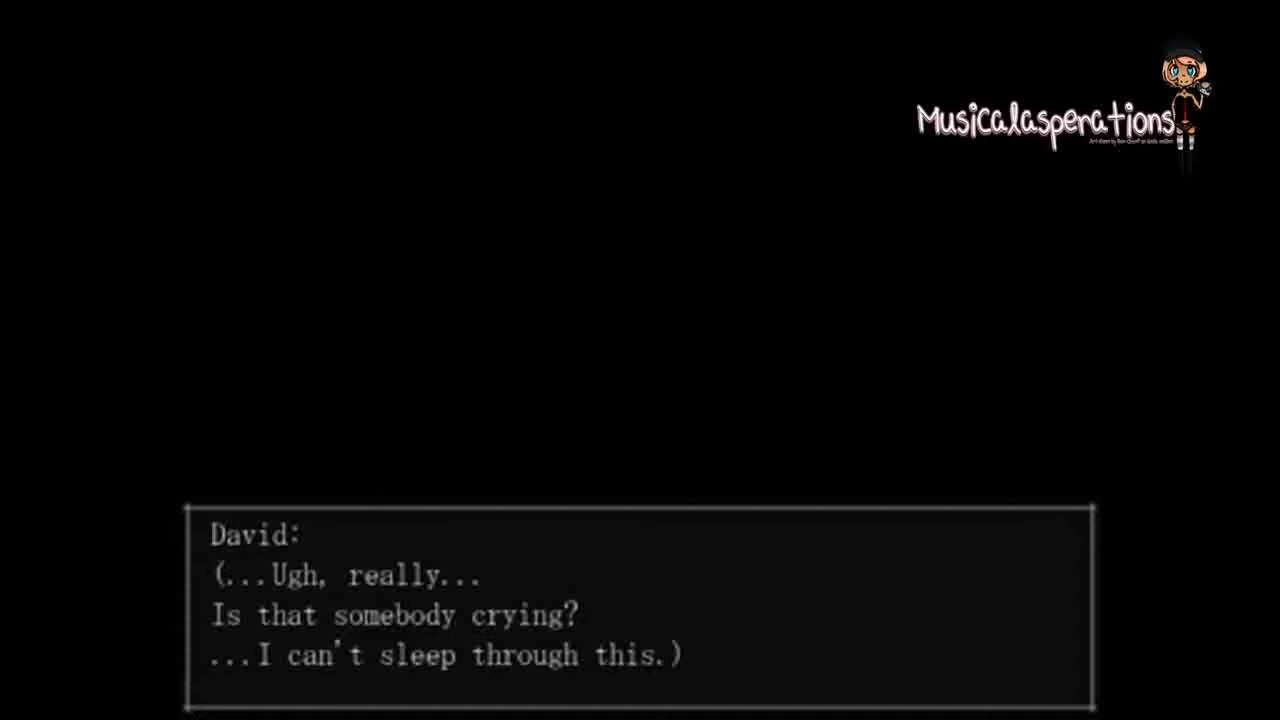 Musicalasperations
David:
(...Ugh, really...
Is that somebody crying?
...I can't sleep through this.)